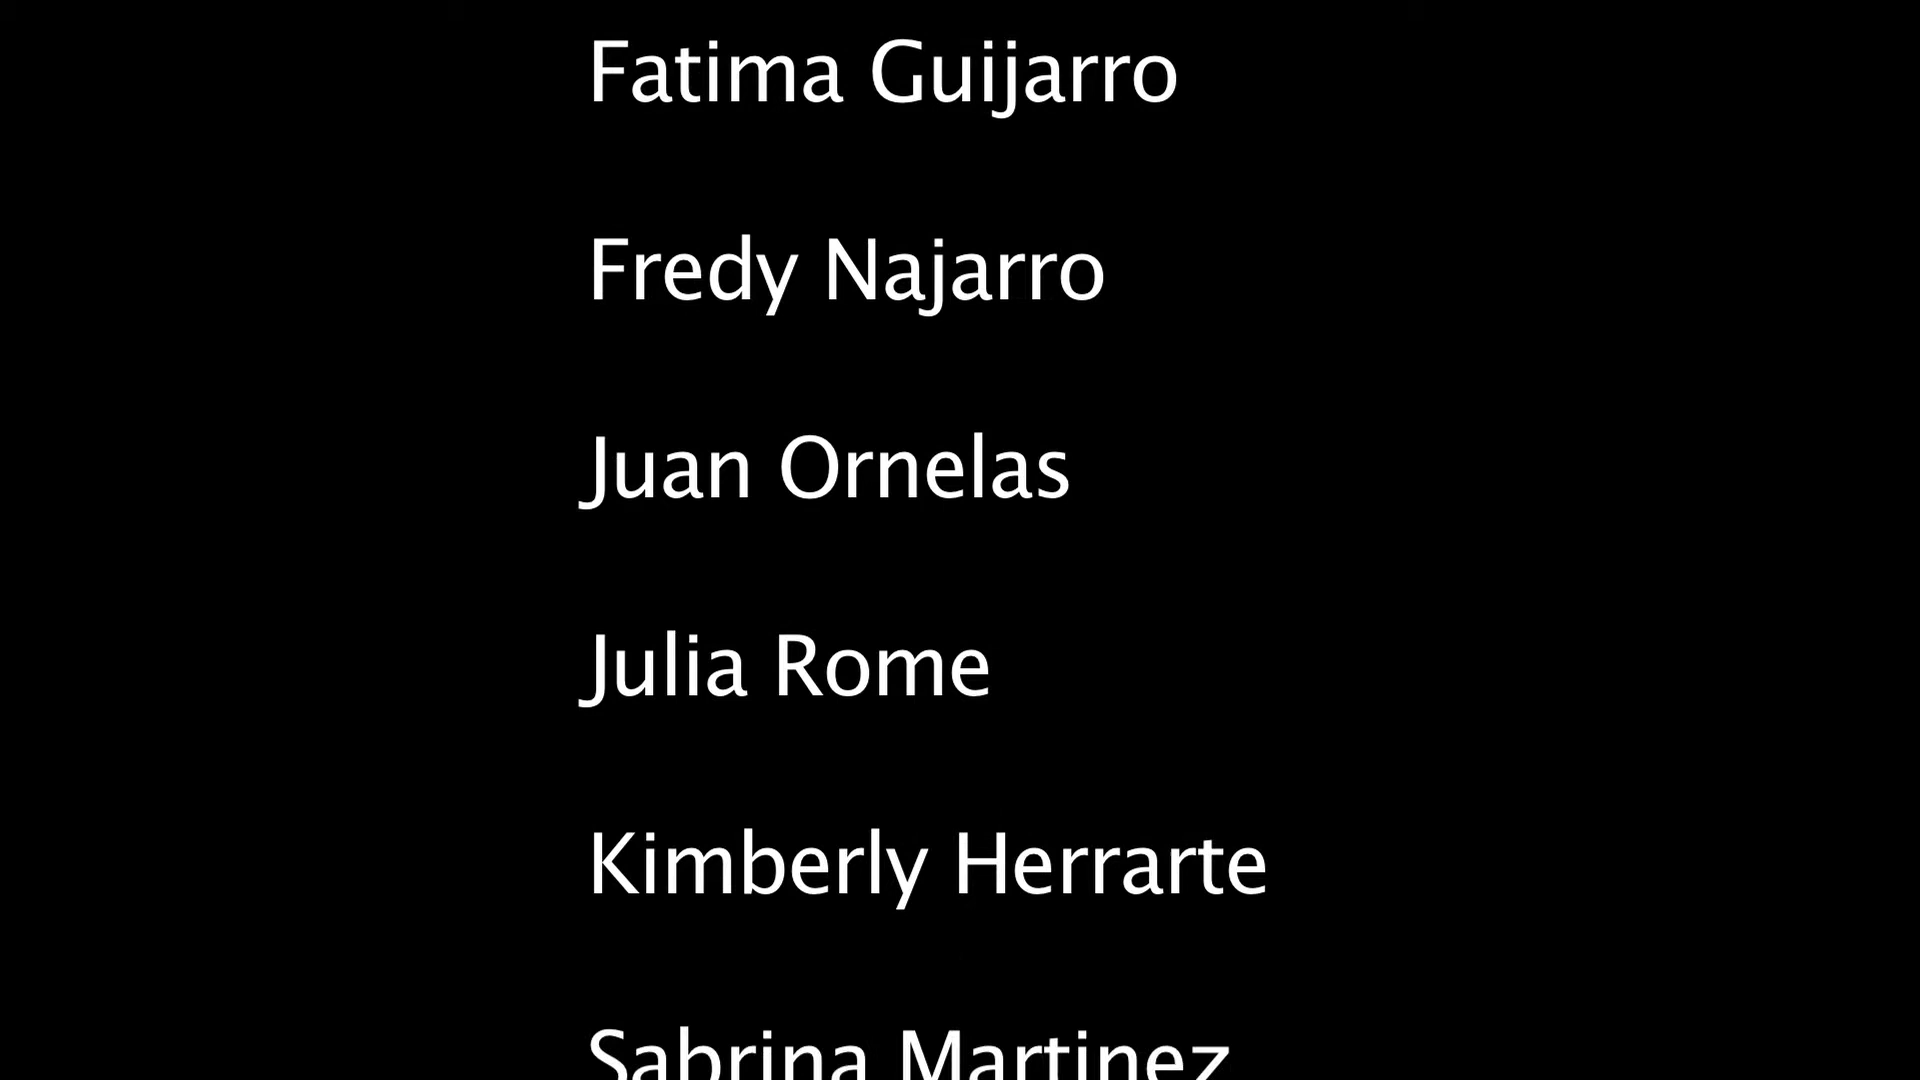 Fatima Guijarro
Fredy Najarro
Juan Ornelas
Julia Rome
Kimberly Herrarte
Sabrina Martinez